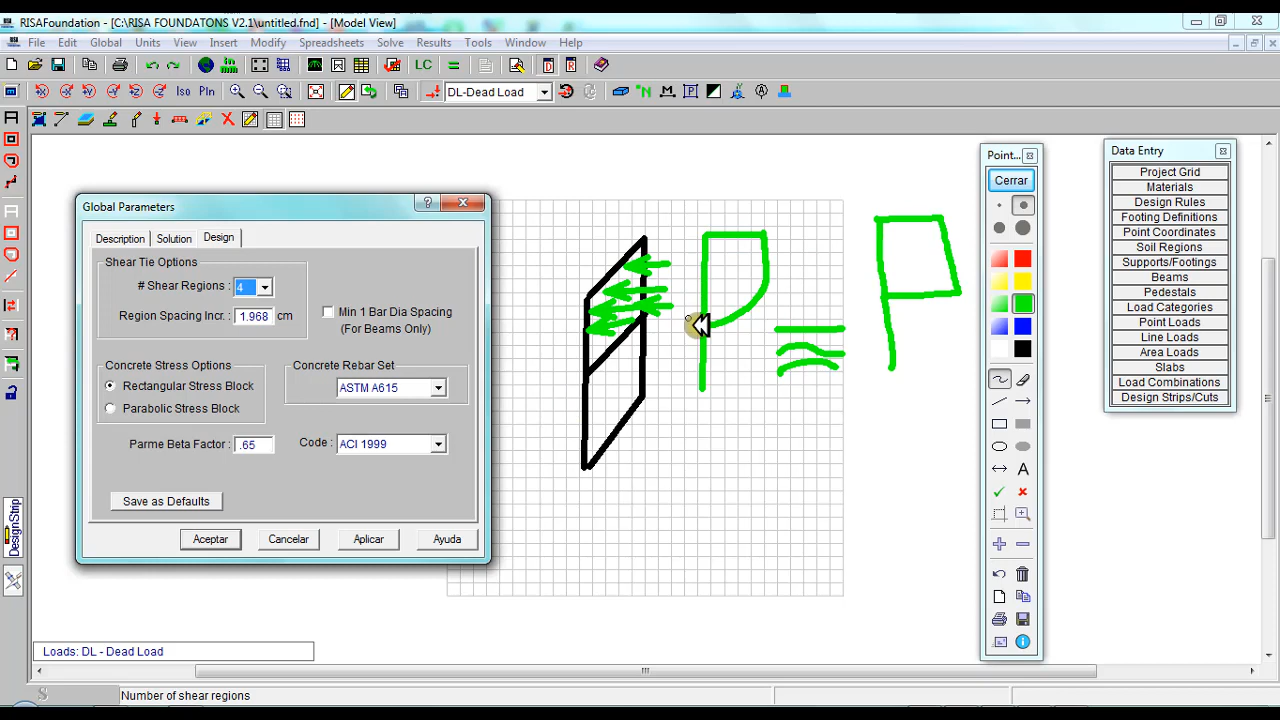 RISAFoundation - [C:\RISA FOUNDATONS V2.1\untitled.fnd] - [Model View]
File Edit Global Units View Insert Modify Spreadsheets Solve Results Tools Window Help
in
mm
LC
D
R
Iso
Pln
DL-Dead Load
N
M
P
A
Global Parameters
?
Description
Solution
Design
Shear Tie Options
# Shear Regions :
4
Region Spacing Incr. :
1.968
cm
Min 1 Bar Dia Spacing
(For Beams Only)
ete Stress Options
Rectangular Stress Block
Parabolic Stress Block
Concrete Rebar Set
ASTM A615
Parme Beta Factor :
.65
Code :
ACI 1999
Save as Defaults
Aceptar
Cancelar
Aplicar
Ayuda
P
P
Point...
Cerrar
A
Data Entry
Project Grid
Materials
Design Rules
Footing Definitions
Point Coordinates
Soil Regions
Supports/Footings
Beams
Pedestals
Load Categories
Point Loads
Line Loads
Area Loads
Slabs
Load Combinations
Design Strips/Cuts
DesignStrip
Loads: DL - Dead Load
S
Number of shear regions